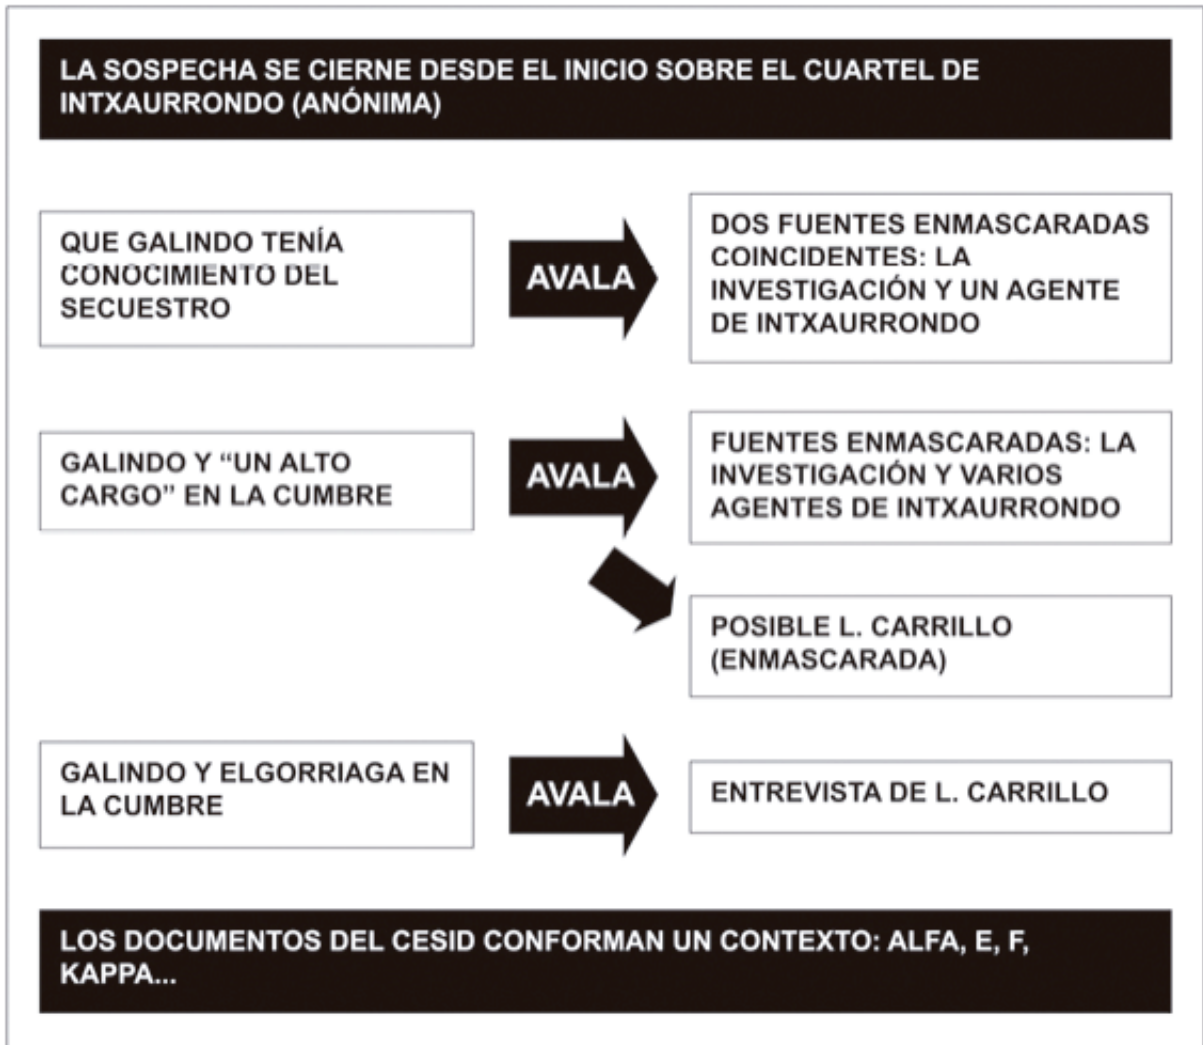 LA SOSPECHA SE CIERNE DESDE EL INICIO SOBRE EL CUARTEL DE
INTXAURRONDO (ANÓNIMA)
QUE GALINDO TENÍA
CONOCIMIENTO DEL
SECUESTRO
AVALA
DOS FUENTES ENMASCARADAS
COINCIDENTES: LA
INVESTIGACIÓN Y UN AGENTE
DE INTXAURRONDO
GALINDO Y “UN ALTO
CARGO” EN LA CUMBRE
AVALA
FUENTES ENMASCARADAS: LA
INVESTIGACIÓN Y VARIOS
AGENTES DE INTXAURRONDO
POSIBLE L. CARRILLO
(ENMASCARADA)
GALINDO Y ELGORRIAGA EN
LA CUMBRE
AVALA
ENTREVISTA DE L. CARRILLO
LOS DOCUMENTOS DEL CESID CONFORMAN UN CONTEXTO: ALFA, E, F,
KAPPA...